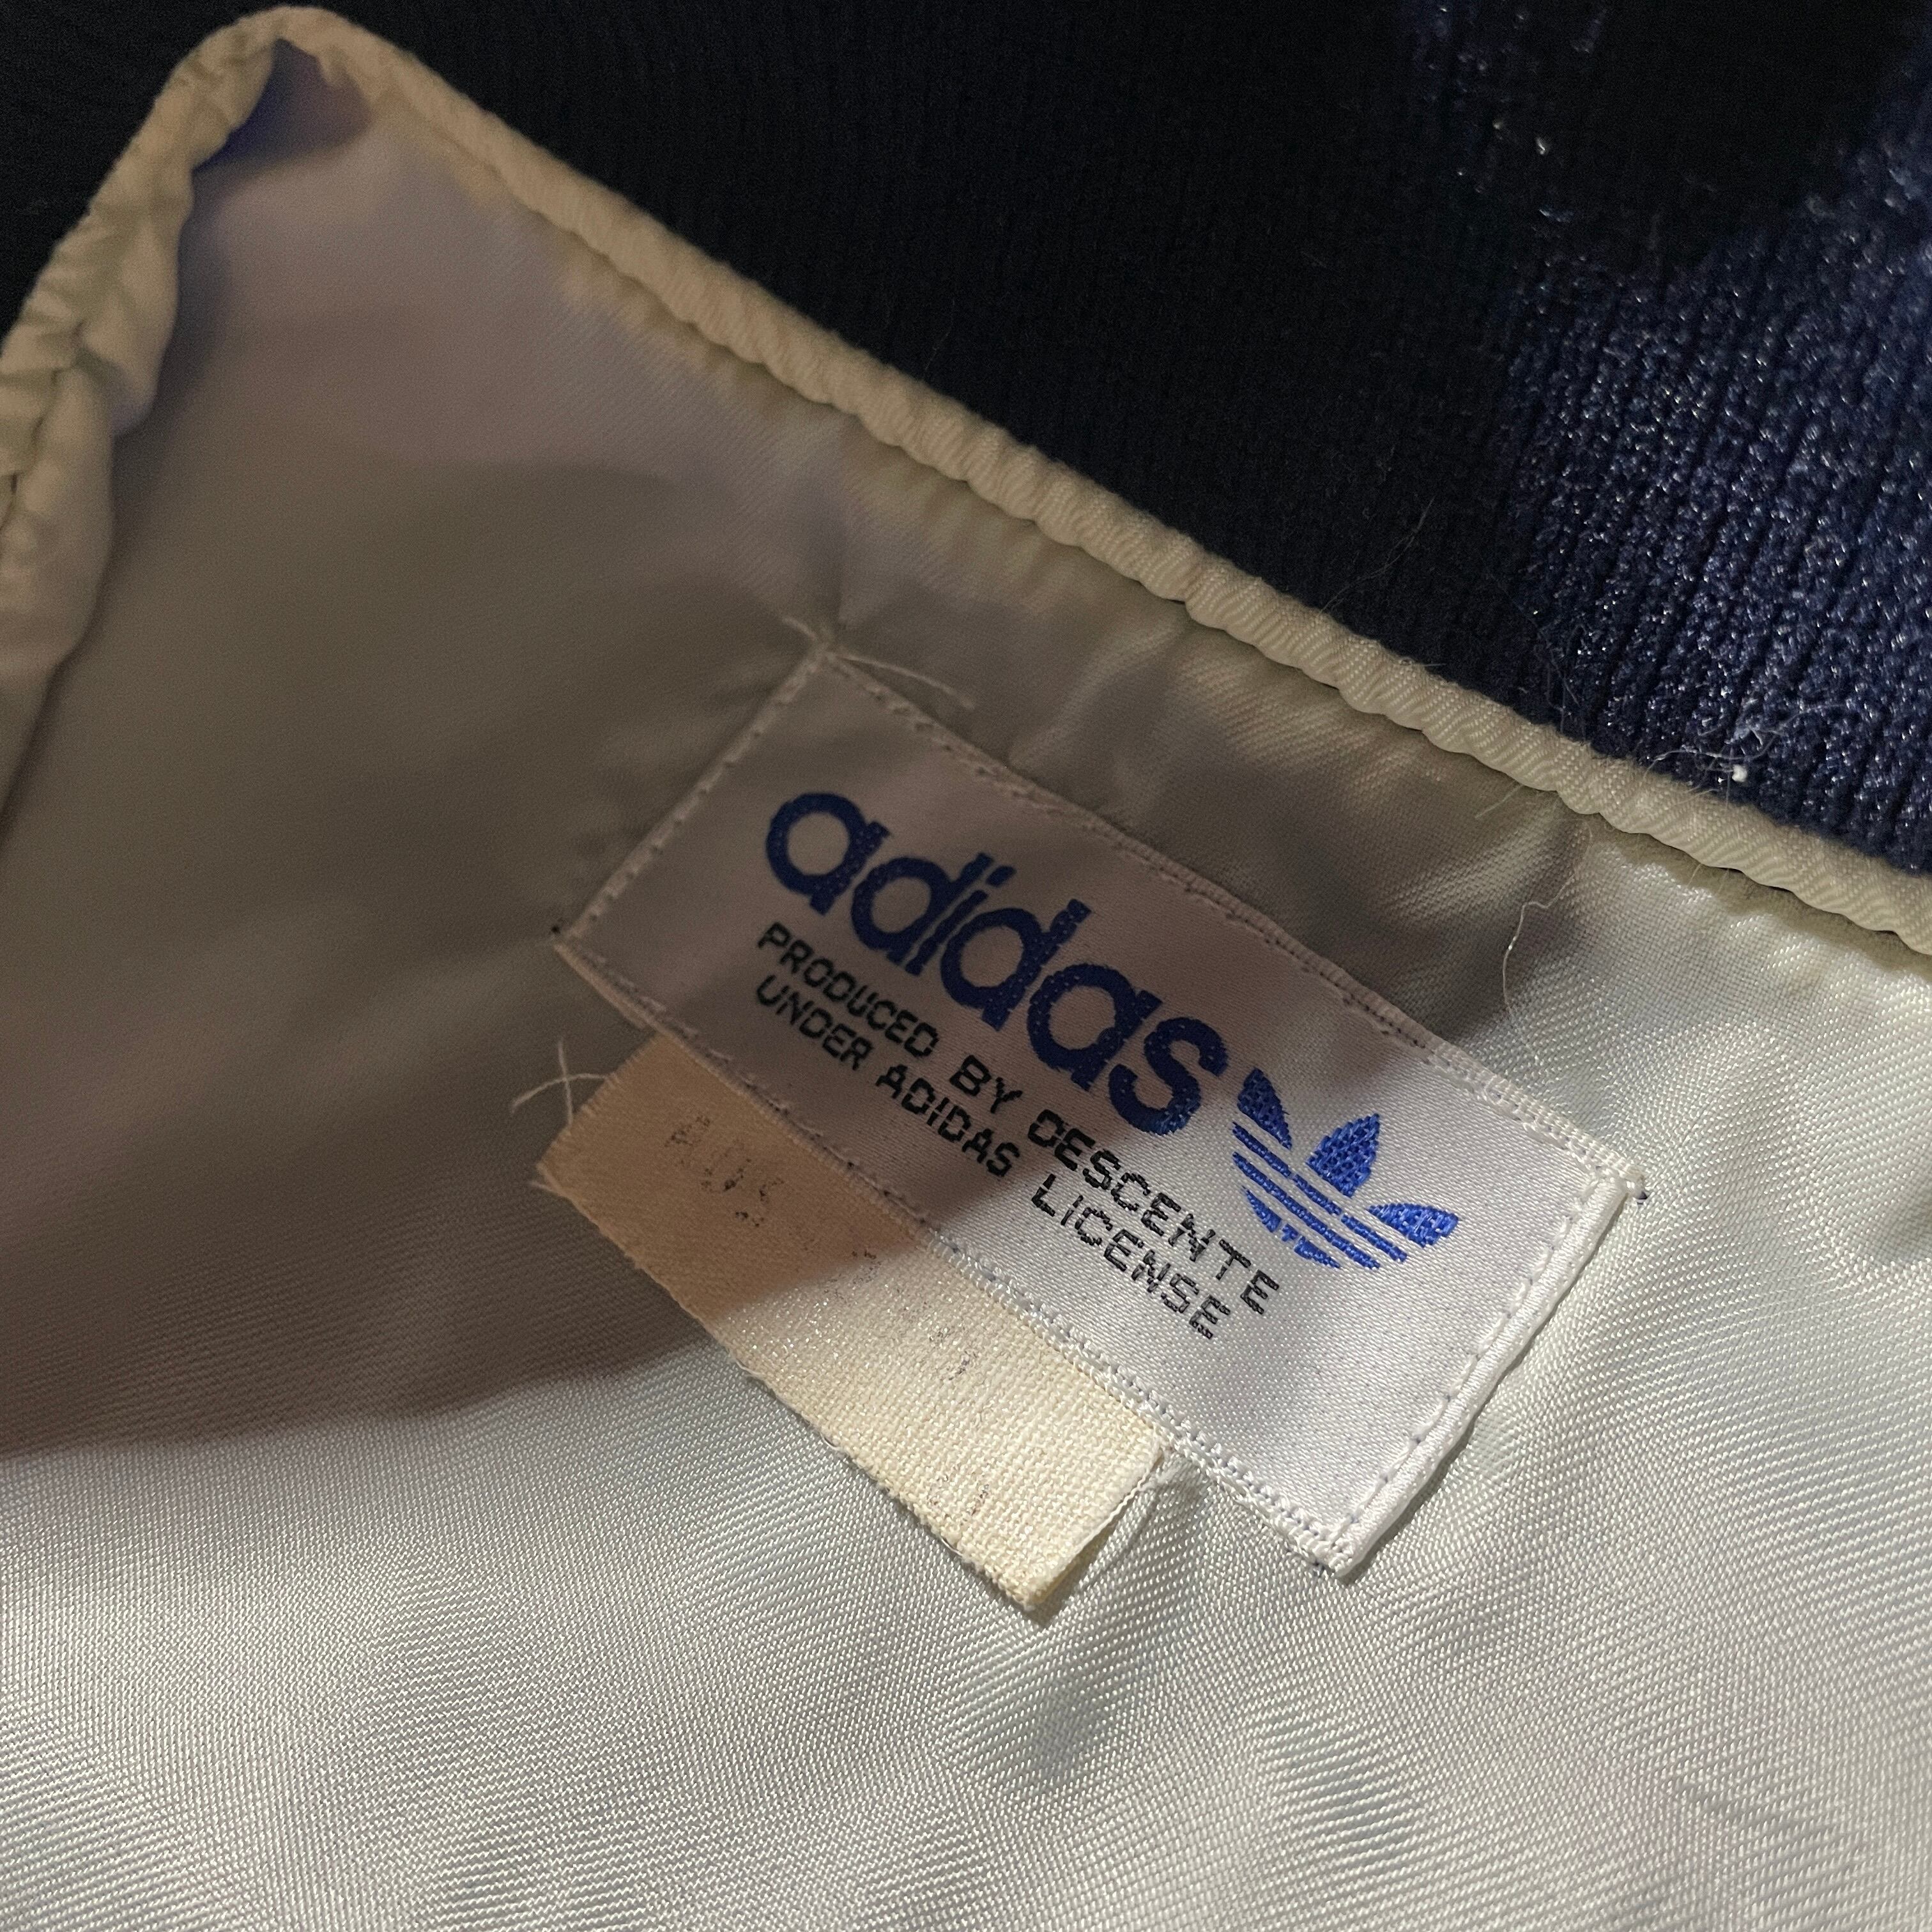 adidas
PRODUCED BY DESCENTE
UNDER ADIDAS LICENSE